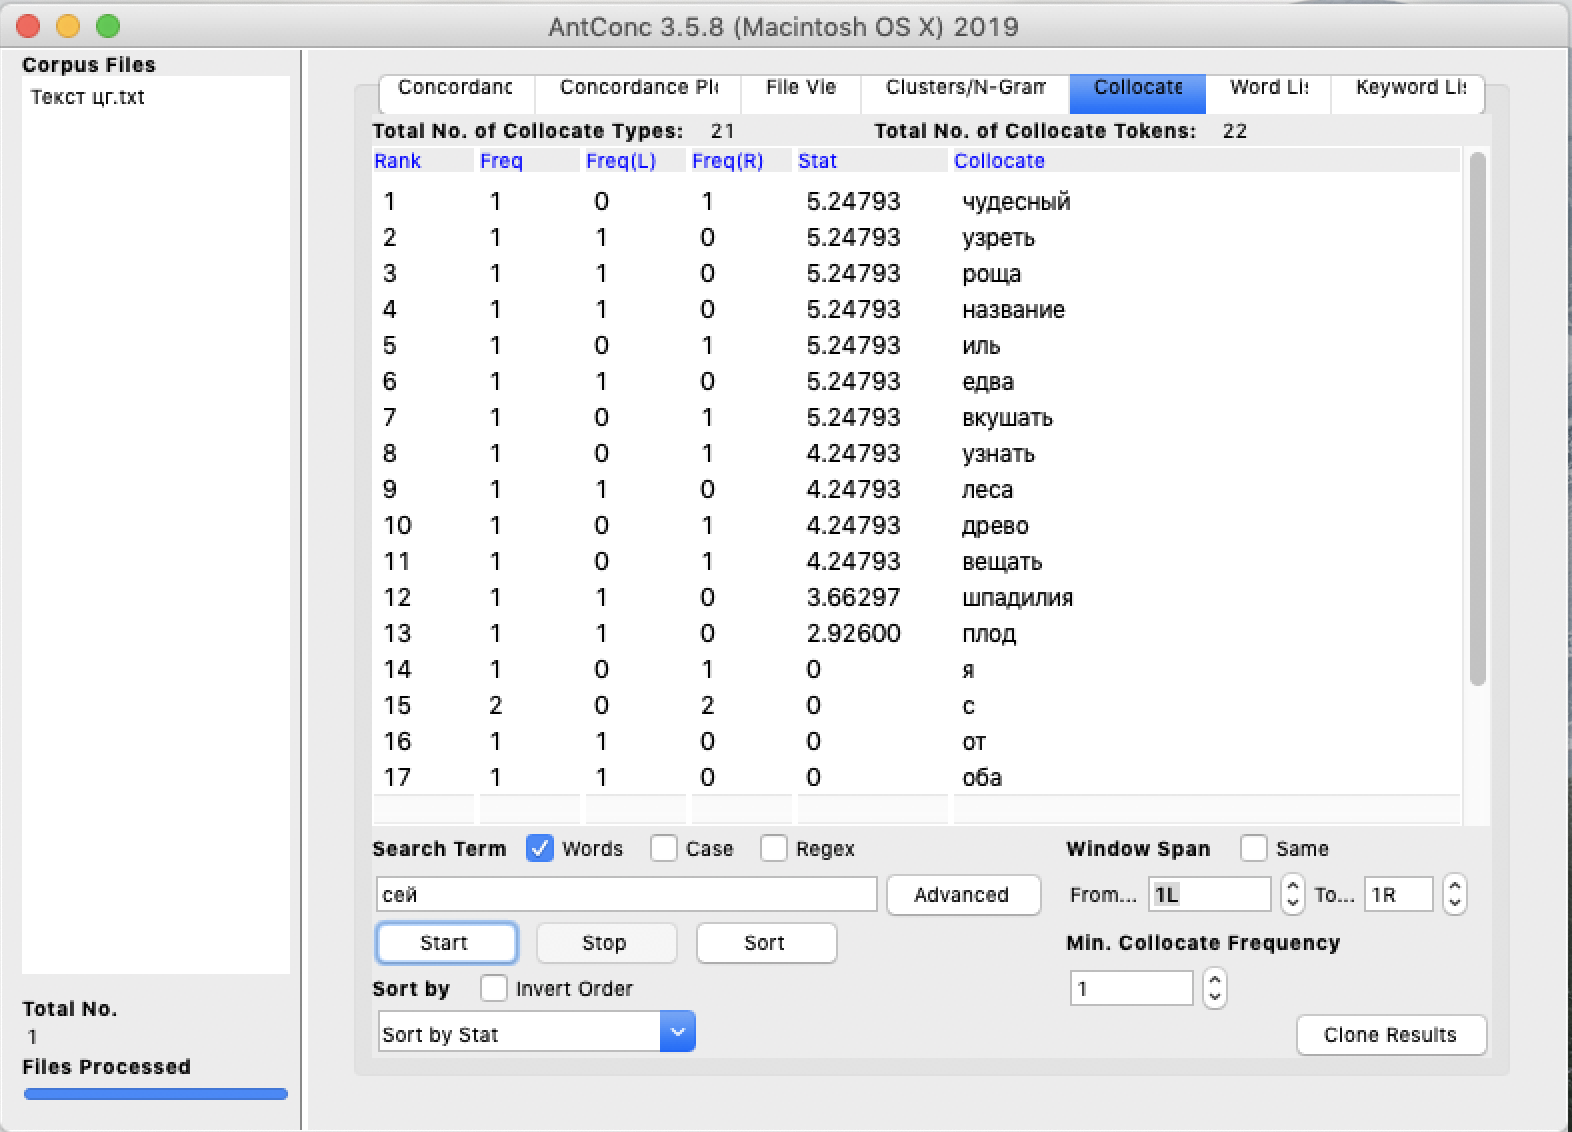 AntConc 3.5.8 (Macintosh OS X) 2019
Corpus Files
Текст цг.txt
Concordanc Concordance Pl File Vie Clusters/N-Gram Collocate Word Li Keyword Li
Total No. of Collocate Types: 21 Total No. of Collocate Tokens: 22
Rank Freq Freq(L) Freq(R) Stat Collocate
1 1 0 1 5.24793 чудесный
2 1 1 0 5.24793 узреть
3 1 1 0 5.24793 роща
4 1 1 0 5.24793 название
5 1 0 1 5.24793 иль
6 1 1 0 5.24793 едва
7 1 0 1 5.24793 вкушать
8 1 0 1 4.24793 узнать
9 1 1 0 4.24793 леса
10 1 0 1 4.24793 древо
11 1 0 1 4.24793 вещать
12 1 1 0 3.66297 шпадилия
13 1 1 0 2.92600 плод
14 1 0 1 0 я
15 2 0 2 0 с
16 1 1 0 0 от
17 1 1 0 0 оба
Search Term Words Case Regex
сей Advanced
Start Stop Sort
Sort by Invert Order
Sort by Stat
Window Span Same
From... 1L To... 1R
Min. Collocate Frequency
1
Clone Results
Total No.
1
Files Processed